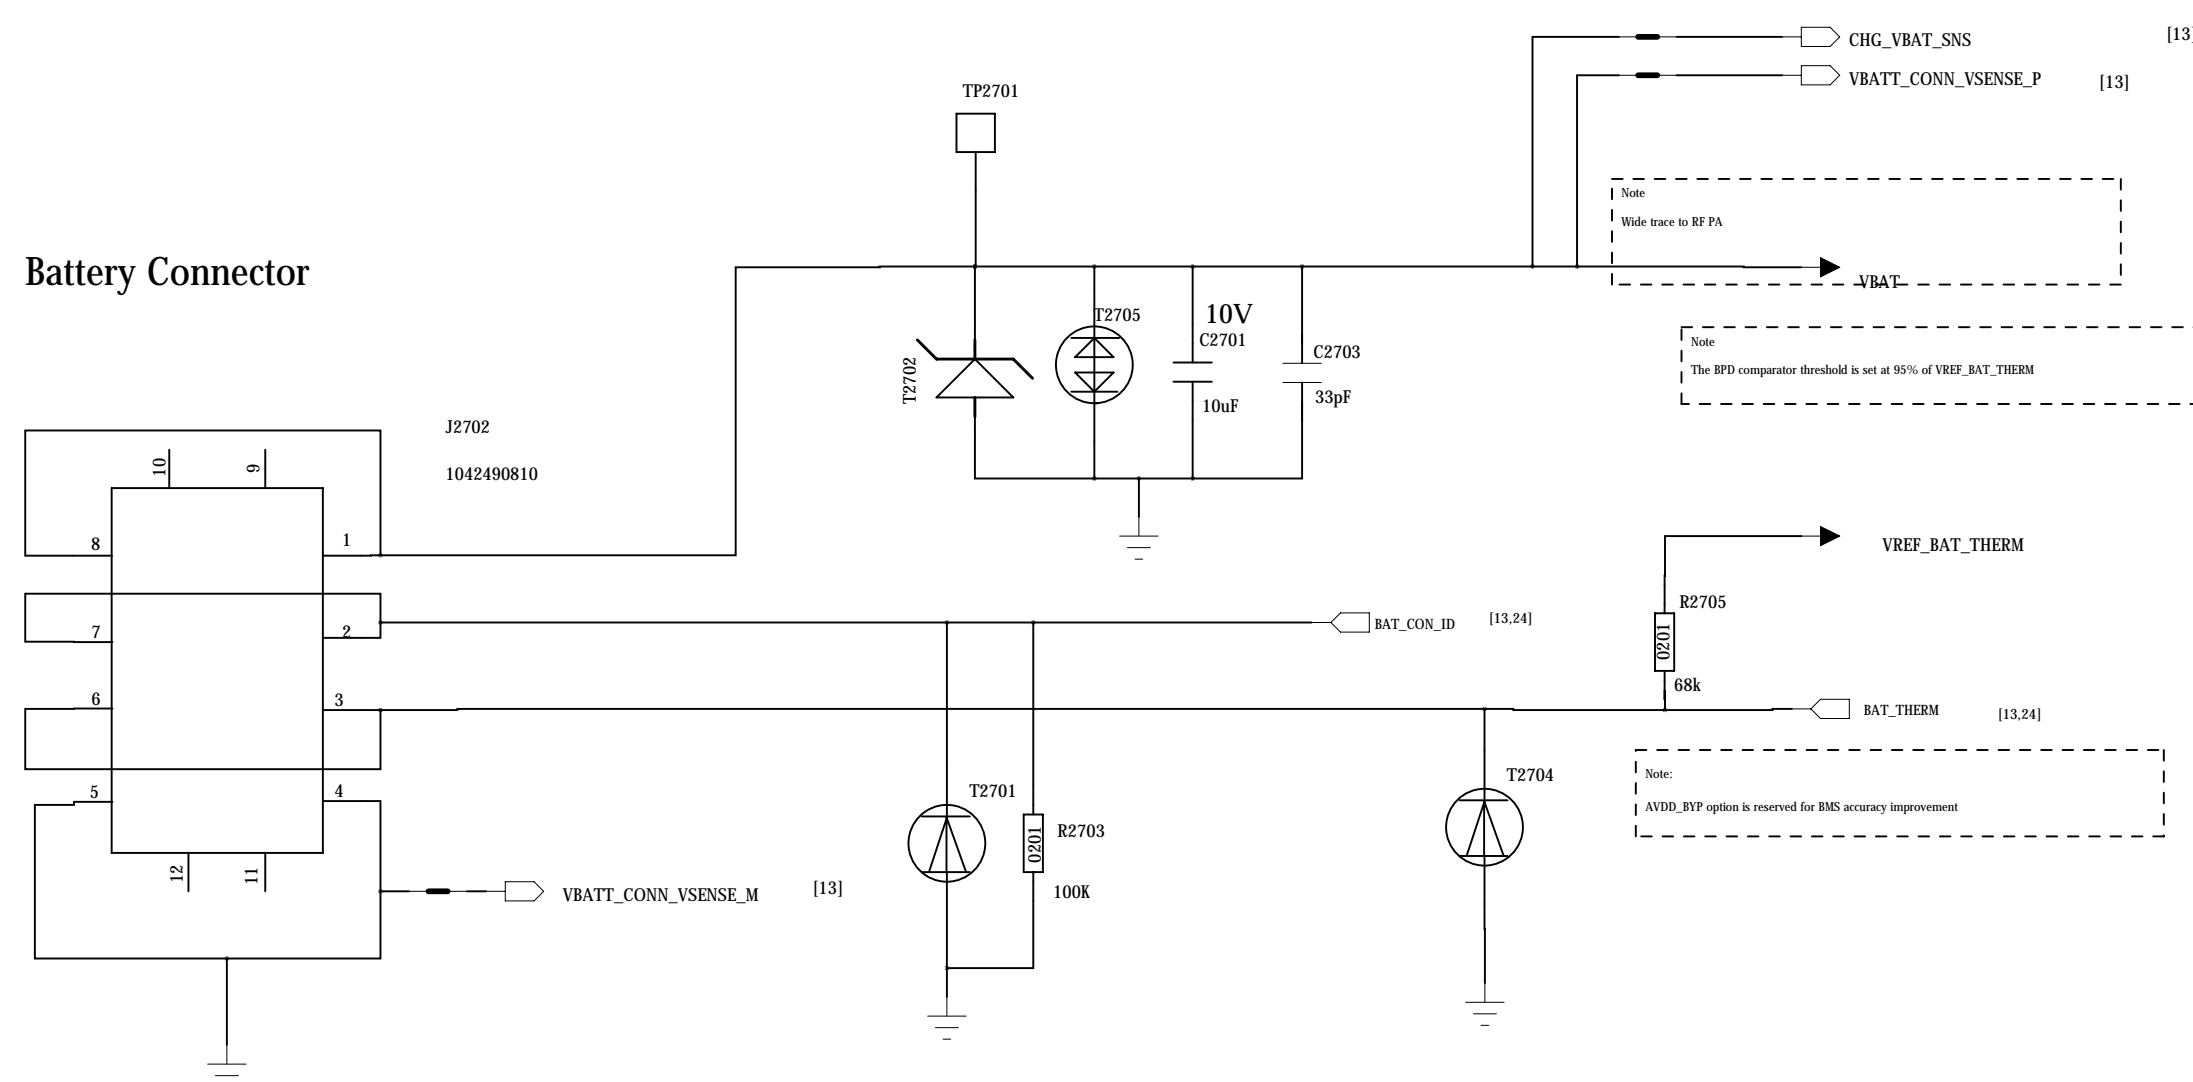 CHG_VBAT_SNS [13]
VBATT_CONN_VSENSE_P [13]
TP2701
Note
Wide trace to RF PA
Battery Connector
VBAT
10V
T2705
C2701
T2702
C2703
10uF
33pF
Note
The BPD comparator threshold is set at 95% of VREF_BAT_THERM
J2702
1042490810
10
9
8
1
VREF_BAT_THERM
R2705
0201
68k
7
2
BAT_CON_ID [13,24]
6
3
BAT_THERM [13,24]
5
4
T2701
R2703
0201
100K
T2704
Note:
AVDD_BYP option is reserved for BMS accuracy improvement
12
11
VBATT_CONN_VSENSE_M [13]